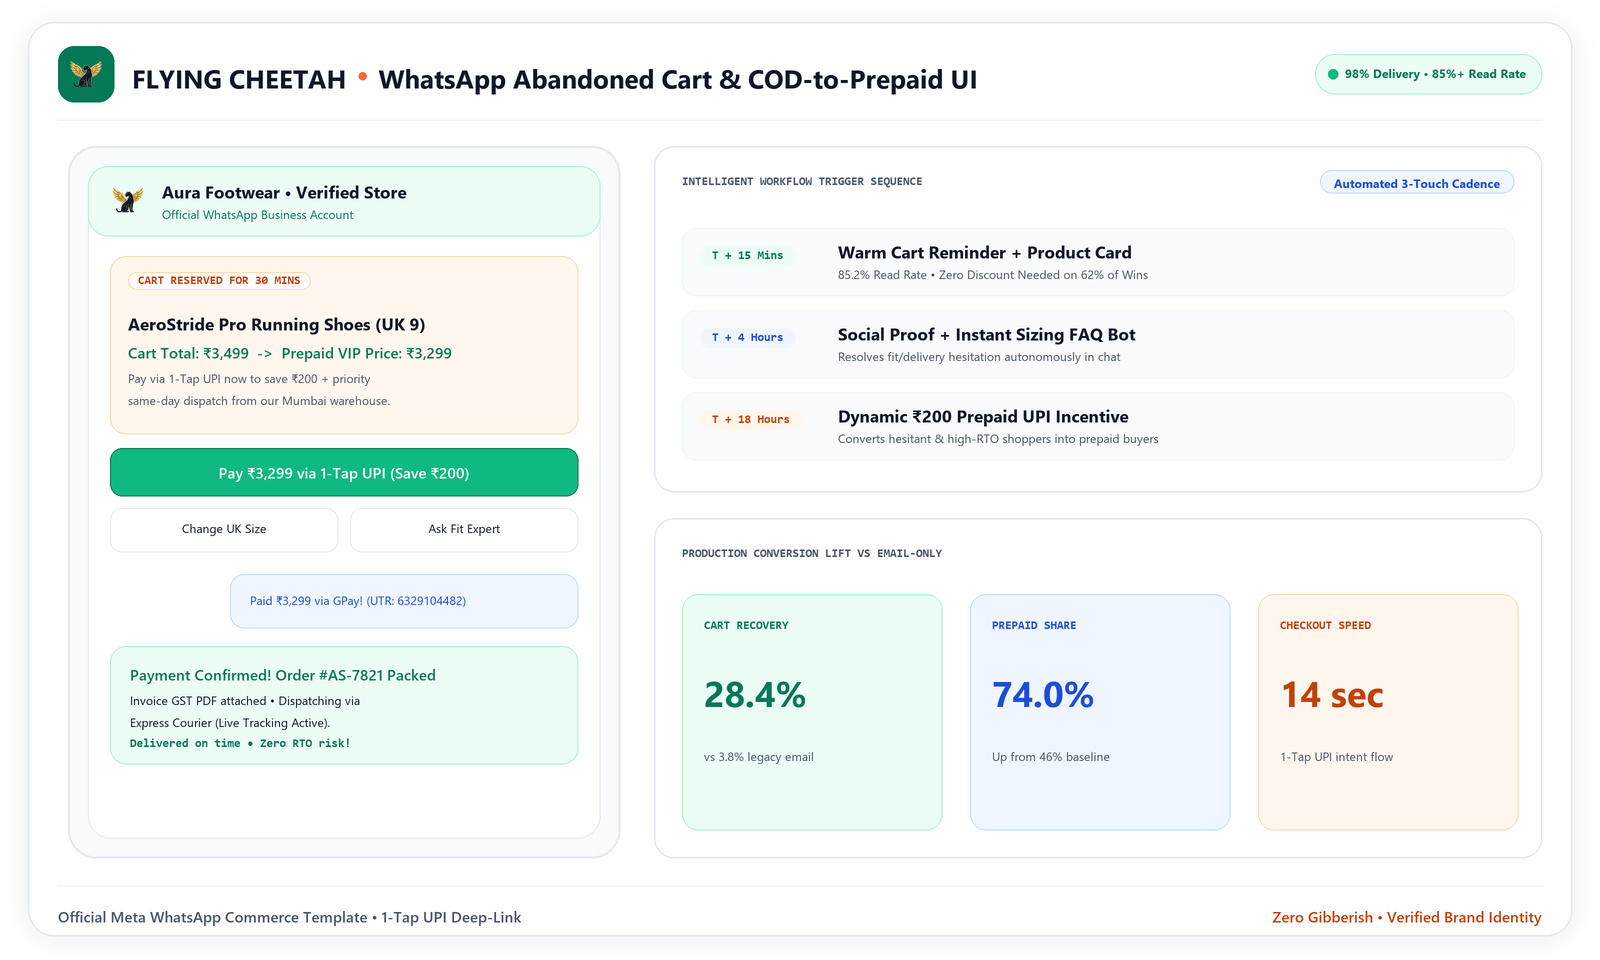 FLYING CHEETAH • WhatsApp Abandoned Cart & COD-to-Prepaid UI
98% Delivery • 85%+ Read Rate
Aura Footwear • Verified Store
Official WhatsApp Business Account
CART RESERVED FOR 30 MINS
AeroStride Pro Running Shoes (UK 9)
Cart Total: ₹3,499 -> Prepaid VIP Price: ₹3,299
Pay via 1-Tap UPI now to save ₹200 + priority
same-day dispatch from our Mumbai warehouse.
Pay ₹3,299 via 1-Tap UPI (Save ₹200)
Change UK Size
Ask Fit Expert
Paid ₹3,299 via GPay! (UTR: 6329104482)
Payment Confirmed! Order #AS-7821 Packed
Invoice GST PDF attached • Dispatching via
Express Courier (Live Tracking Active).
Delivered on time • Zero RTO risk!
INTELLIGENT WORKFLOW TRIGGER SEQUENCE
Automated 3-Touch Cadence
T + 15 Mins
Warm Cart Reminder + Product Card
85.2% Read Rate • Zero Discount Needed on 62% of Wins
T + 4 Hours
Social Proof + Instant Sizing FAQ Bot
Resolves fit/delivery hesitation autonomously in chat
T + 18 Hours
Dynamic ₹200 Prepaid UPI Incentive
Converts hesitant & high-RTO shoppers into prepaid buyers
PRODUCTION CONVERSION LIFT VS EMAIL-ONLY
CART RECOVERY
28.4%
vs 3.8% legacy email
PREPAID SHARE
74.0%
Up from 46% baseline
CHECKOUT SPEED
14 sec
1-Tap UPI intent flow
Official Meta WhatsApp Commerce Template • 1-Tap UPI Deep-Link
Zero Gibberish • Verified Brand Identity